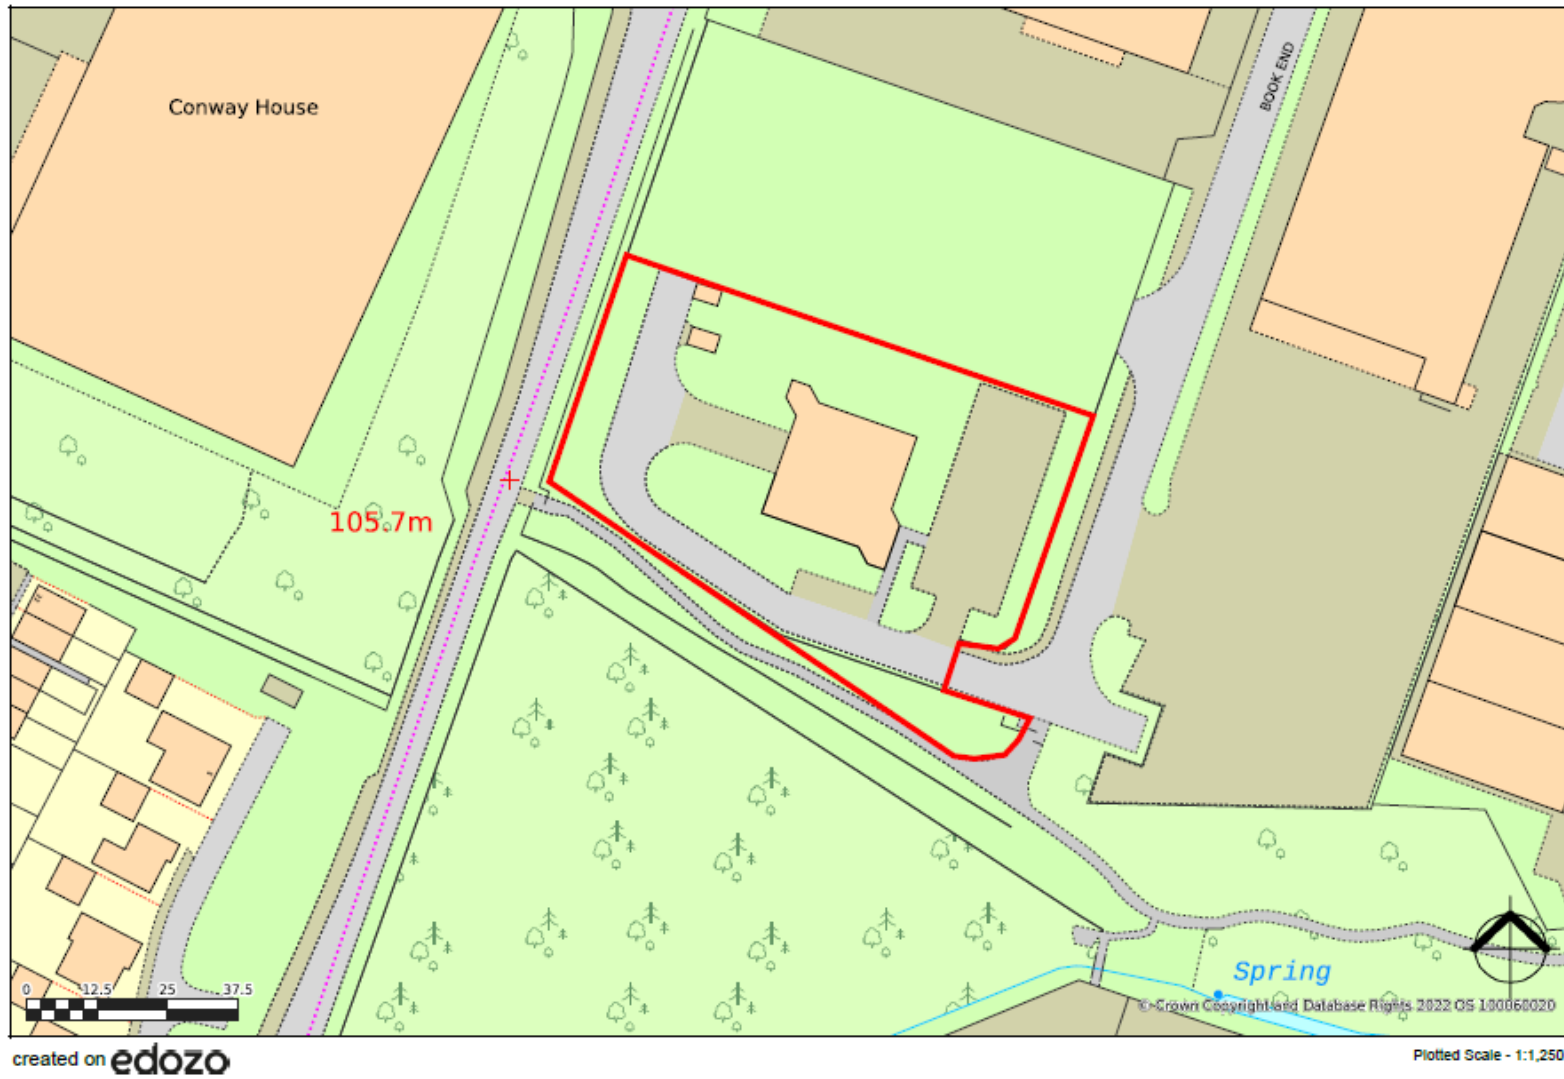 BOOK END
Conway House
105.7m
Spring
0 12.5 25 37.5
© Crown Copyright and Database Rights 2022 OS 100060020
created on edozo
Plotted Scale - 1:1,250